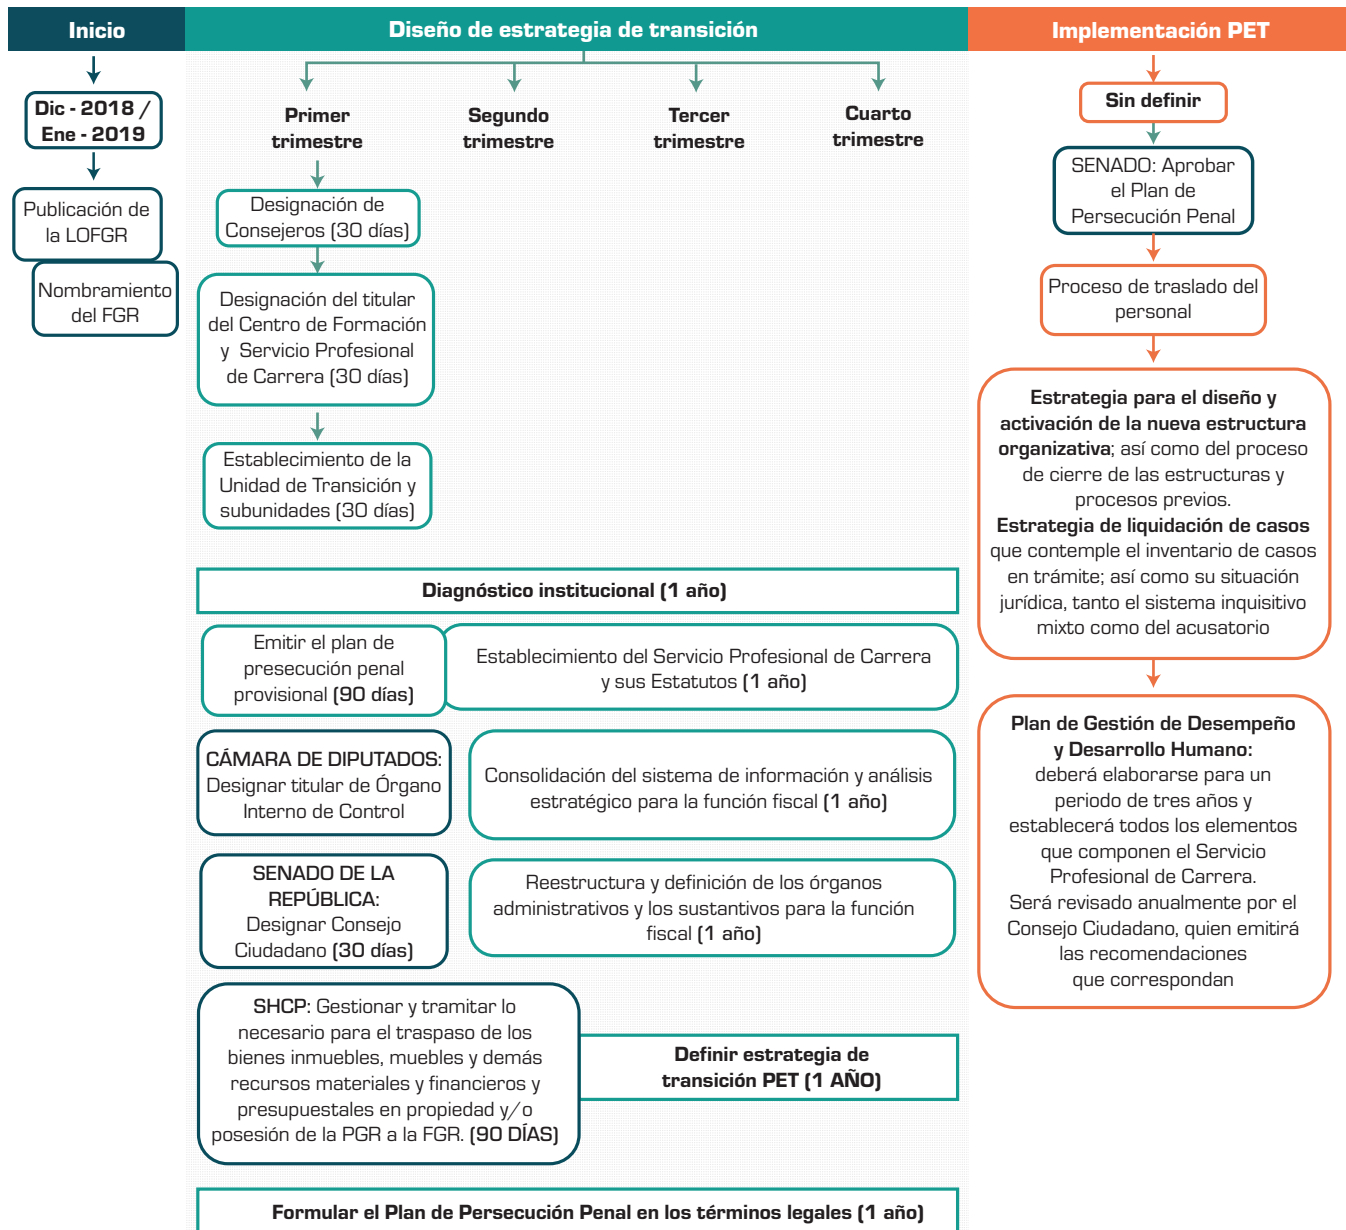 Inicio
Dic - 2018 /
Ene - 2019
Publicación de
la LOFGR
Nombramiento
del FGR
Diseño de estrategia de transición
Primer
trimestre
Segundo
trimestre
Tercer
trimestre
Cuarto
trimestre
Designación de
Consejeros (30 días)
Designación del titular
del Centro de Formación
y Servicio Profesional
de Carrera (30 días)
Establecimiento de la
Unidad de Transición y
subunidades (30 días)
Diagnóstico institucional (1 año)
Emitir el plan de
presecución penal
provisional (90 días)
Establecimiento del Servicio Profesional de Carrera
y sus Estatutos (1 año)
CÁMARA DE DIPUTADOS:
Designar titular de Órgano
Interno de Control
Consolidación del sistema de información y análisis
estratégico para la función fiscal (1 año)
SENADO DE LA
REPÚBLICA:
Designar Consejo
Ciudadano (30 días)
Reestructura y definición de los órganos
administrativos y los sustantivos para la función
fiscal (1 año)
SHCP: Gestionar y tramitar lo
necesario para el traspaso de los
bienes inmuebles, muebles y demás
recursos materiales y financieros y
presupuestales en propiedad y/o
posesión de la PGR a la FGR. (90 DÍAS)
Definir estrategia de
transición PET (1 AÑO)
Formular el Plan de Persecución Penal en los términos legales (1 año)
Implementación PET
Sin definir
SENADO: Aprobar
el Plan de
Persecución Penal
Proceso de traslado del
personal
Estrategia para el diseño y
activación de la nueva estructura
organizativa; así como del proceso
de cierre de las estructuras y
procesos previos.
Estrategia de liquidación de casos
que contemple el inventario de casos
en trámite; así como su situación
jurídica, tanto el sistema inquisitivo
mixto como del acusatorio
Plan de Gestión de Desempeño
y Desarrollo Humano:
deberá elaborarse para un
periodo de tres años y
establecerá todos los elementos
que componen el Servicio
Profesional de Carrera.
Será revisado anualmente por el
Consejo Ciudadano, quien emitirá
las recomendaciones
que correspondan